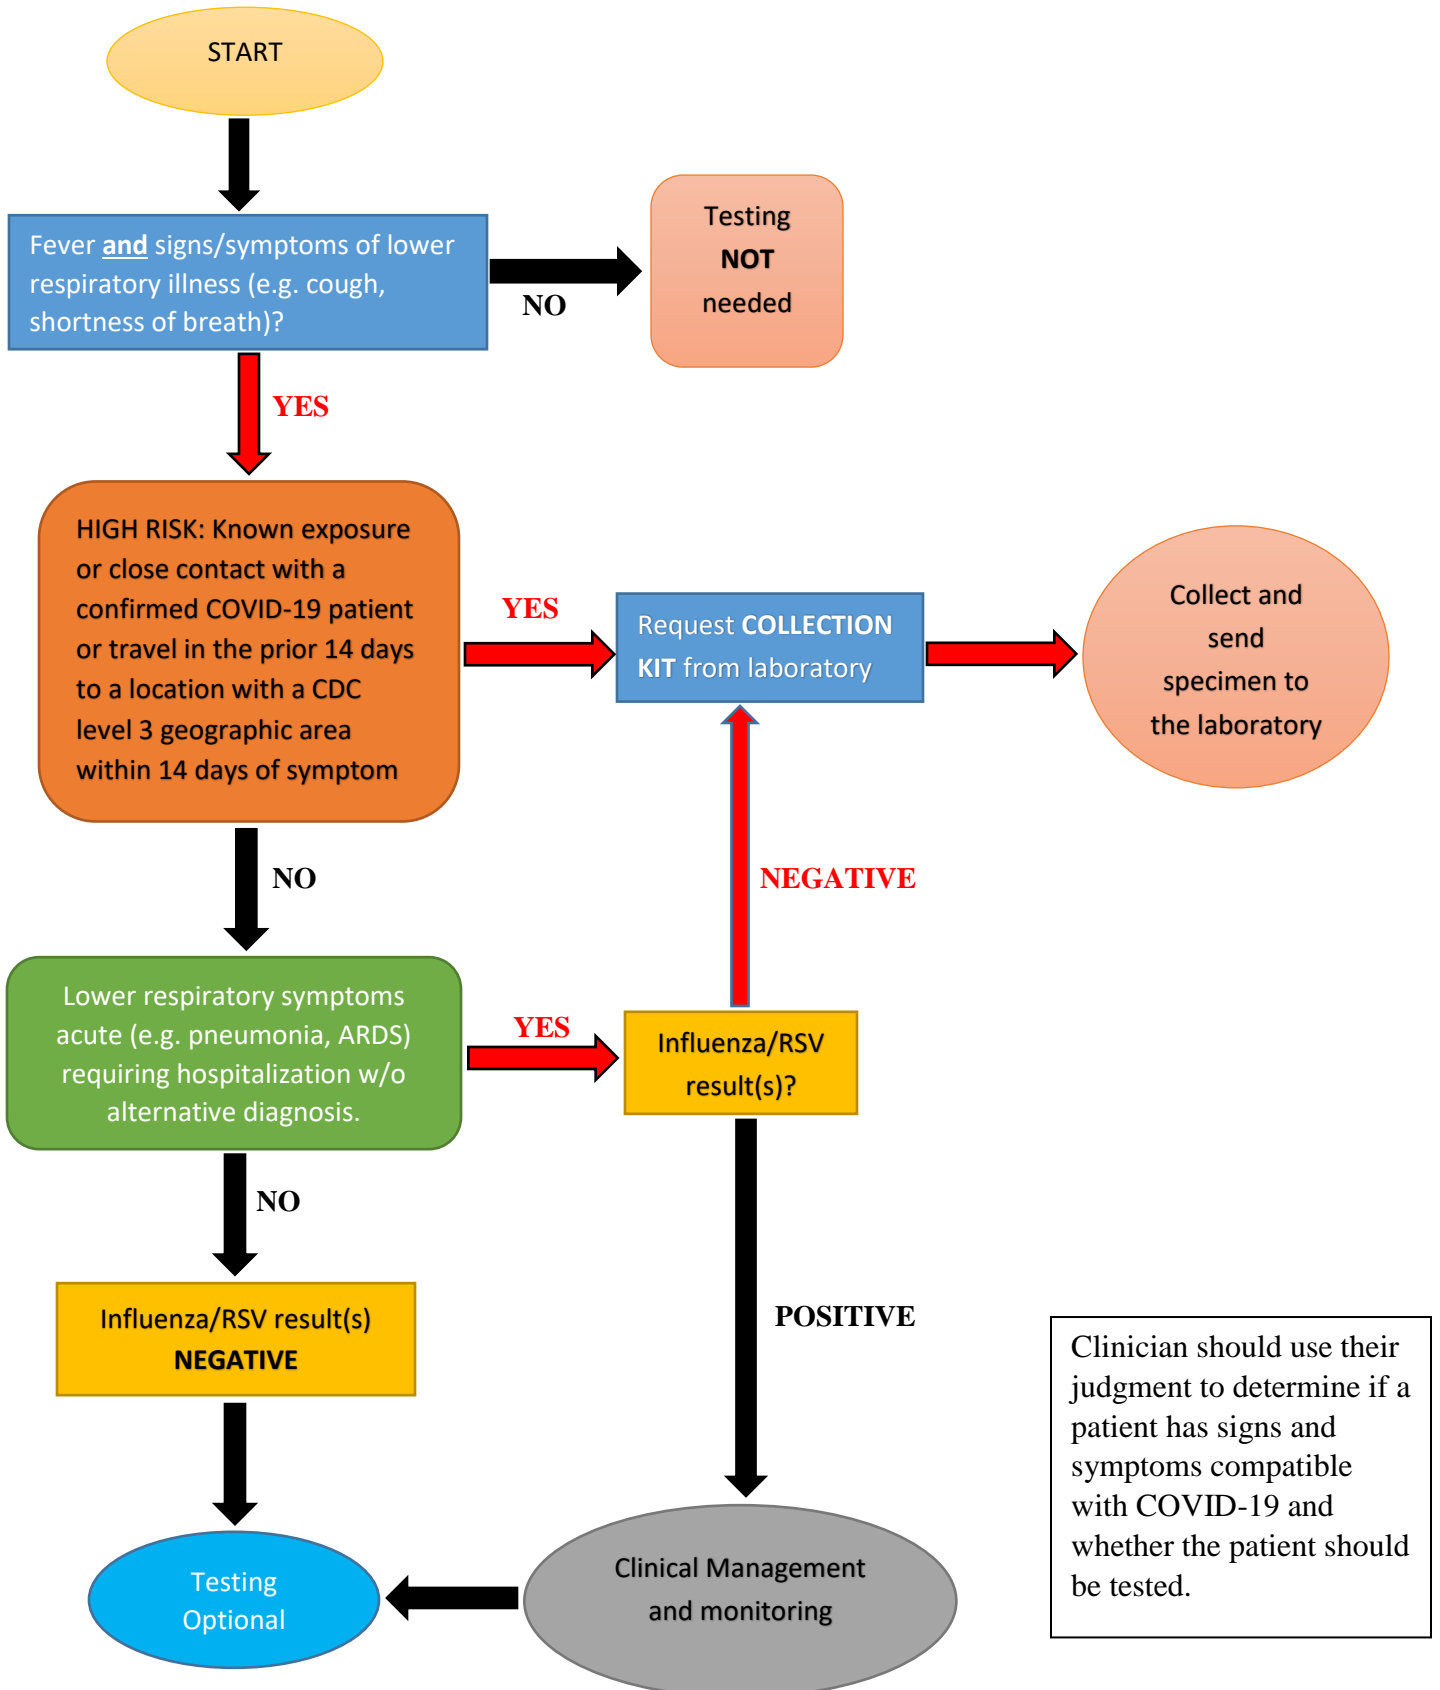 START
Fever and signs/symptoms of lower
respiratory illness (e.g. cough,
shortness of breath)?
NO
Testing
NOT
needed
YES
HIGH RISK: Known exposure
or close contact with a
confirmed COVID-19 patient
or travel in the prior 14 days
to a location with a CDC
level 3 geographic area
within 14 days of symptom
YES
Request COLLECTION
KIT from laboratory
Collect and
send
specimen to
the laboratory
NO
NEGATIVE
Lower respiratory symptoms
acute (e.g. pneumonia, ARDS)
requiring hospitalization w/o
alternative diagnosis.
YES
Influenza/RSV
result(s)?
NO
Influenza/RSV result(s)
NEGATIVE
POSITIVE
Testing
Optional
Clinical Management
and monitoring
Clinician should use their
judgment to determine if a
patient has signs and
symptoms compatible
with COVID-19 and
whether the patient should
be tested.